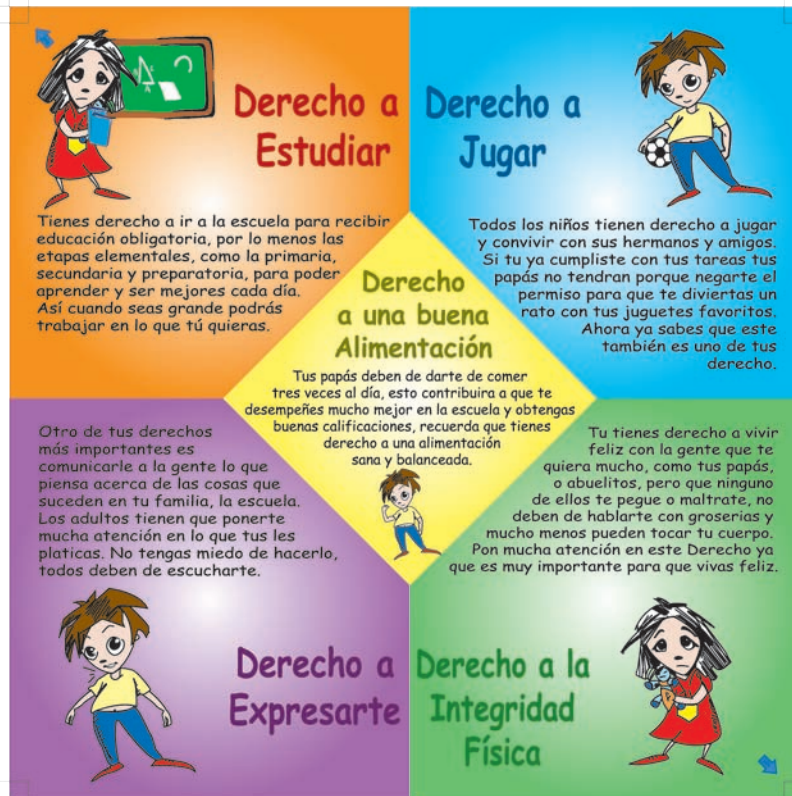 Derecho a
Estudiar
Tienes derecho a ir a la escuela para recibir
educación obligatoria, por lo menos las
etapas elementales, como la primaria,
secundaria y preparatoria, para poder
aprender y ser mejores cada día.
Así cuando seas grande podrás
trabajar en lo que tú quieras.
Derecho a
Jugar
Todos los niños tienen derecho a jugar
y convivir con sus hermanos y amigos.
Si tu ya cumpliste con tus tareas tus
papás no tendran porque negarte el
permiso para que te diviertas un
rato con tus juguetes favoritos.
Ahora ya sabes que este
también es uno de tus
derecho.
Derecho
a una buena
Alimentación
Tus papás deben de darte de comer
tres veces al día, esto contribuira a que te
desempeñes mucho mejor en la escuela y obtengas
buenas calificaciones, recuerda que tienes
derecho a una alimentación
sana y balanceada.
Otro de tus derechos
más importantes es
comunicarle a la gente lo que
piensa acerca de las cosas que
suceden en tu familia, la escuela.
Los adultos tienen que ponerte
mucha atención en lo que tus les
platicas. No tengas miedo de hacerlo,
todos deben de escucharte.
Derecho a
Expresarte
Tu tienes derecho a vivir
feliz con la gente que te
quiera mucho, como tus papás,
o abuelitos, pero que ninguno
de ellos te pegue o maltrate, no
deben de hablarte con groserias y
mucho menos pueden tocar tu cuerpo.
Pon mucha atención en este Derecho ya
que es muy importante para que vivas feliz.
Derecho a la
Integridad
Física